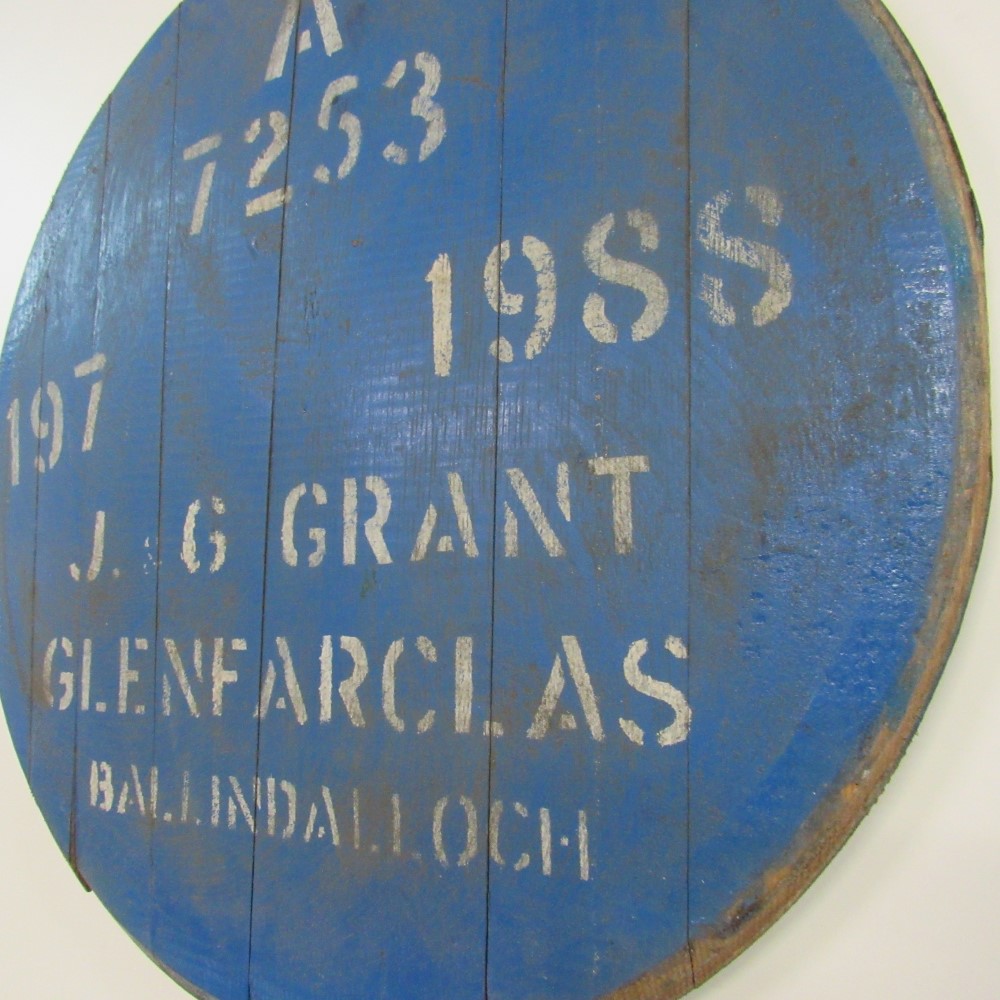 A
7253
1988
197
J. G GRANT
GLENFARCLAS
BALLINDALLOCH